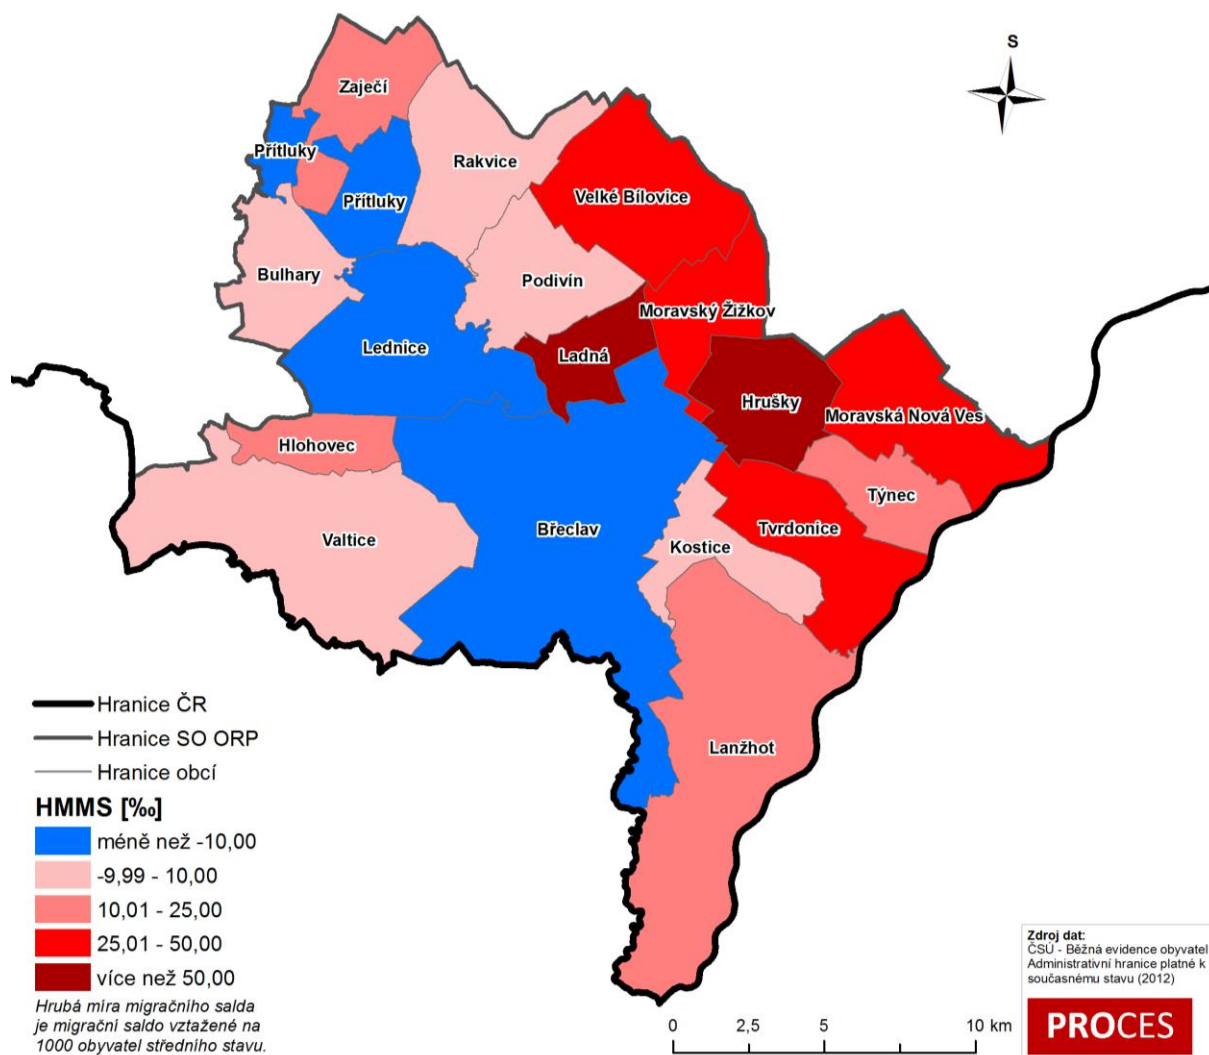 S
Zaječí
Přítluky
Rakvice
Přítluky
Velké Bílovice
Bulhary
Podivín
Moravský Žižkov
Lednice
Ladná
Hrušky
Moravská Nová Ves
Hlohovec
Týnec
Valtice
Břeclav
Tvrdonice
Kostice
Lanžhot
Hranice ČR
Hranice SO ORP
Hranice obcí
HMMS [‰]
méně než -10,00
-9,99 - 10,00
10,01 - 25,00
25,01 - 50,00
více než 50,00
Hrubá míra migračního salda
je migrační saldo vztažené na
1000 obyvatel středního stavu.
0 2,5 5 10 km
Zdroj dat:
ČSÚ - Běžná evidence obyvatel
Administrativní hranice platné k
současnému stavu (2012)
PROCES